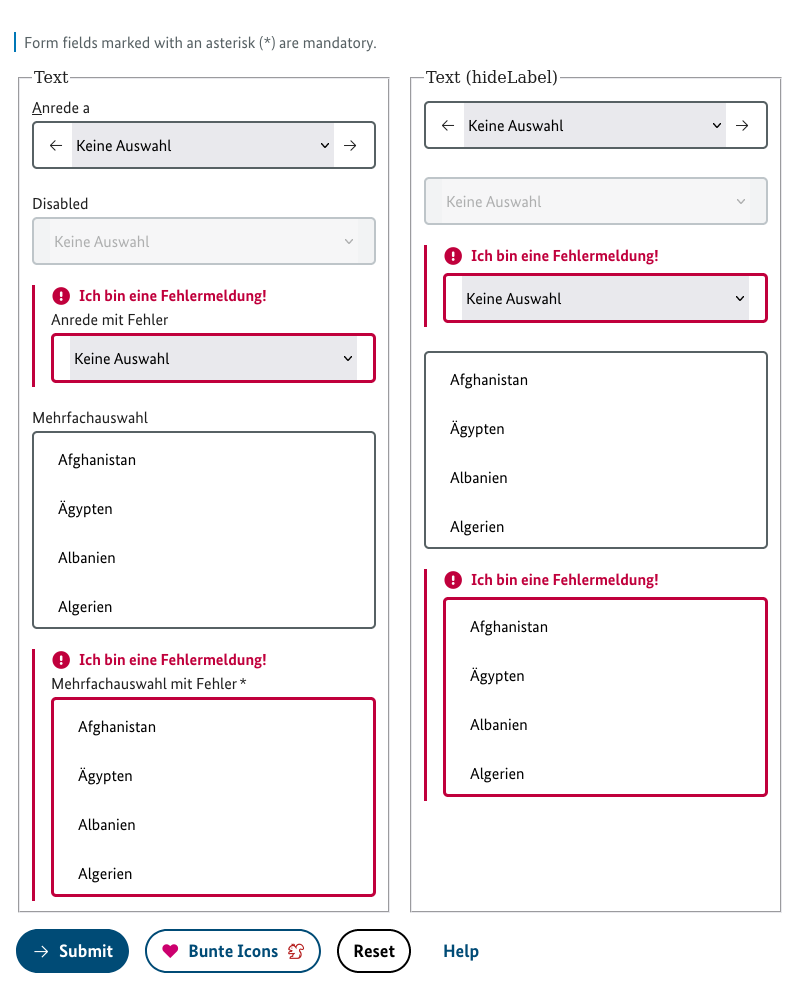 Form fields marked with an asterisk (*) are mandatory.
Text
Anrede a
Keine Auswahl
Disabled
Keine Auswahl
Ich bin eine Fehlermeldung!
Anrede mit Fehler
Keine Auswahl
Mehrfachauswahl
Afghanistan
Ägypten
Albanien
Algerien
Ich bin eine Fehlermeldung!
Mehrfachauswahl mit Fehler *
Afghanistan
Ägypten
Albanien
Algerien
Text (hideLabel)
Keine Auswahl
Keine Auswahl
Ich bin eine Fehlermeldung!
Keine Auswahl
Afghanistan
Ägypten
Albanien
Algerien
Ich bin eine Fehlermeldung!
Afghanistan
Ägypten
Albanien
Algerien
Submit
Bunte Icons
Reset
Help